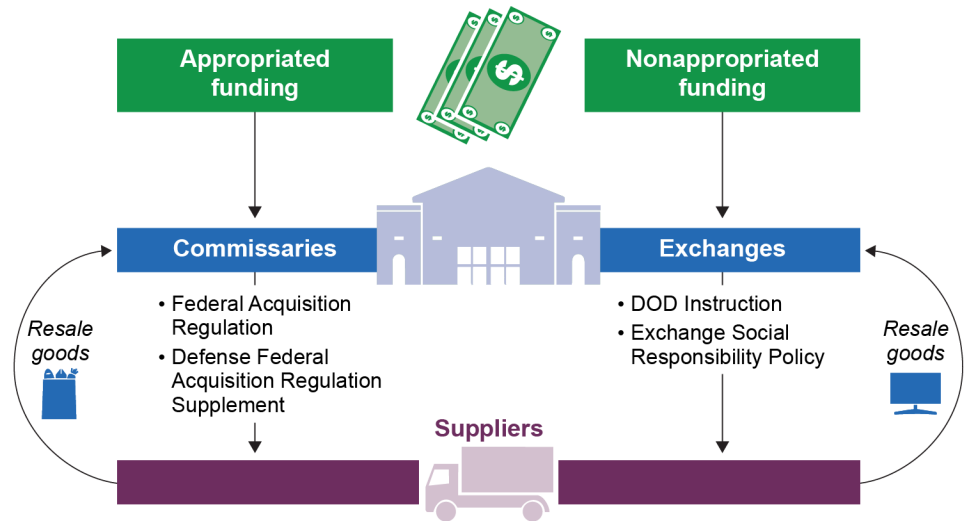 Appropriated
funding
Nonappropriated
funding
$ $ $ $ $ $ $
Commissaries
Exchanges
• Federal Acquisition
Regulation
• Defense Federal
Acquisition Regulation
Supplement
• DOD Instruction
• Exchange Social
Responsibility Policy
Resale
goods
Resale
goods
Suppliers